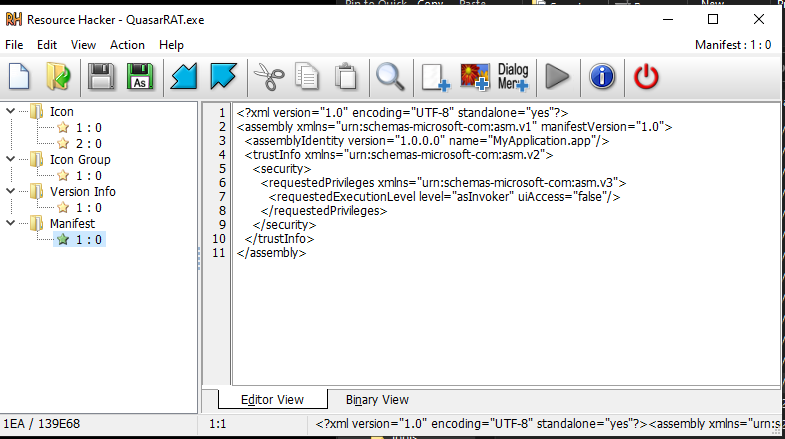 Resource Hacker - QuasarRAT.exe
File Edit View Action Help
Manifest : 1 : 0
As
Dialog
Menu
Icon
1 : 0
2 : 0
Icon Group
1 : 0
Version Info
1 : 0
Manifest
1 : 0
1 <?xml version="1.0" encoding="UTF-8" standalone="yes"?>
2 <assembly xmlns="urn:schemas-microsoft-com:asm.v1" manifestVersion="1.0">
3 <assemblyIdentity version="1.0.0.0" name="MyApplication.app"/>
4 <trustInfo xmlns="urn:schemas-microsoft-com:asm.v2">
5 <security>
6 <requestedPrivileges xmlns="urn:schemas-microsoft-com:asm.v3">
7 <requestedExecutionLevel level="asInvoker" uiAccess="false"/>
8 </requestedPrivileges>
9 </security>
10 </trustInfo>
11 </assembly>
Editor View Binary View
1EA / 139E68 1:1 <?xml version="1.0" encoding="UTF-8" standalone="yes"?><assembly xmlns="urn:s